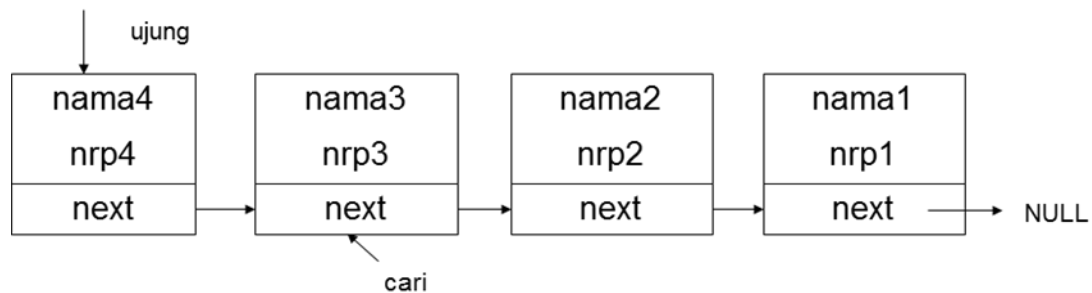 ujung
nama4 nama3 nama2 nama1
nrp4 nrp3 nrp2 nrp1
next next next next NULL
cari